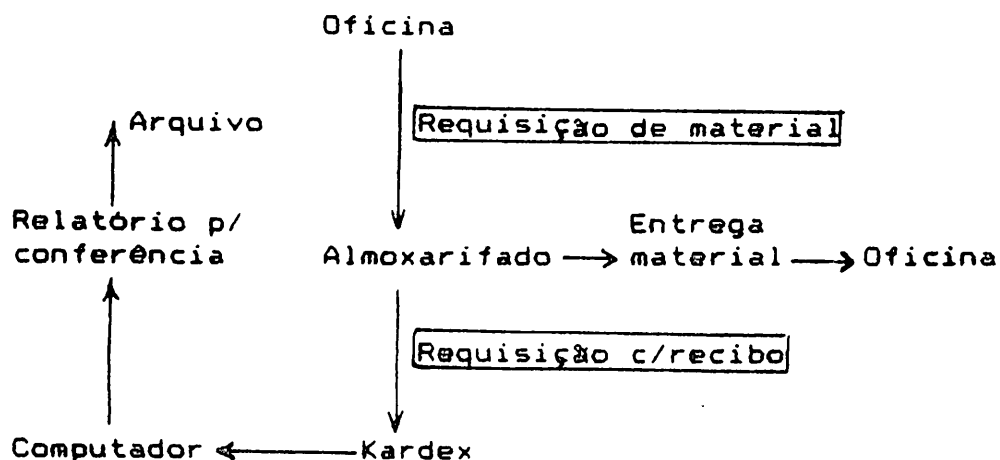 Oficina
Arquivo
Requisição de material
Relatório p/
conferência
Entrega
Almoxarifado material Oficina
Requisição c/recibo
Computador Kardex